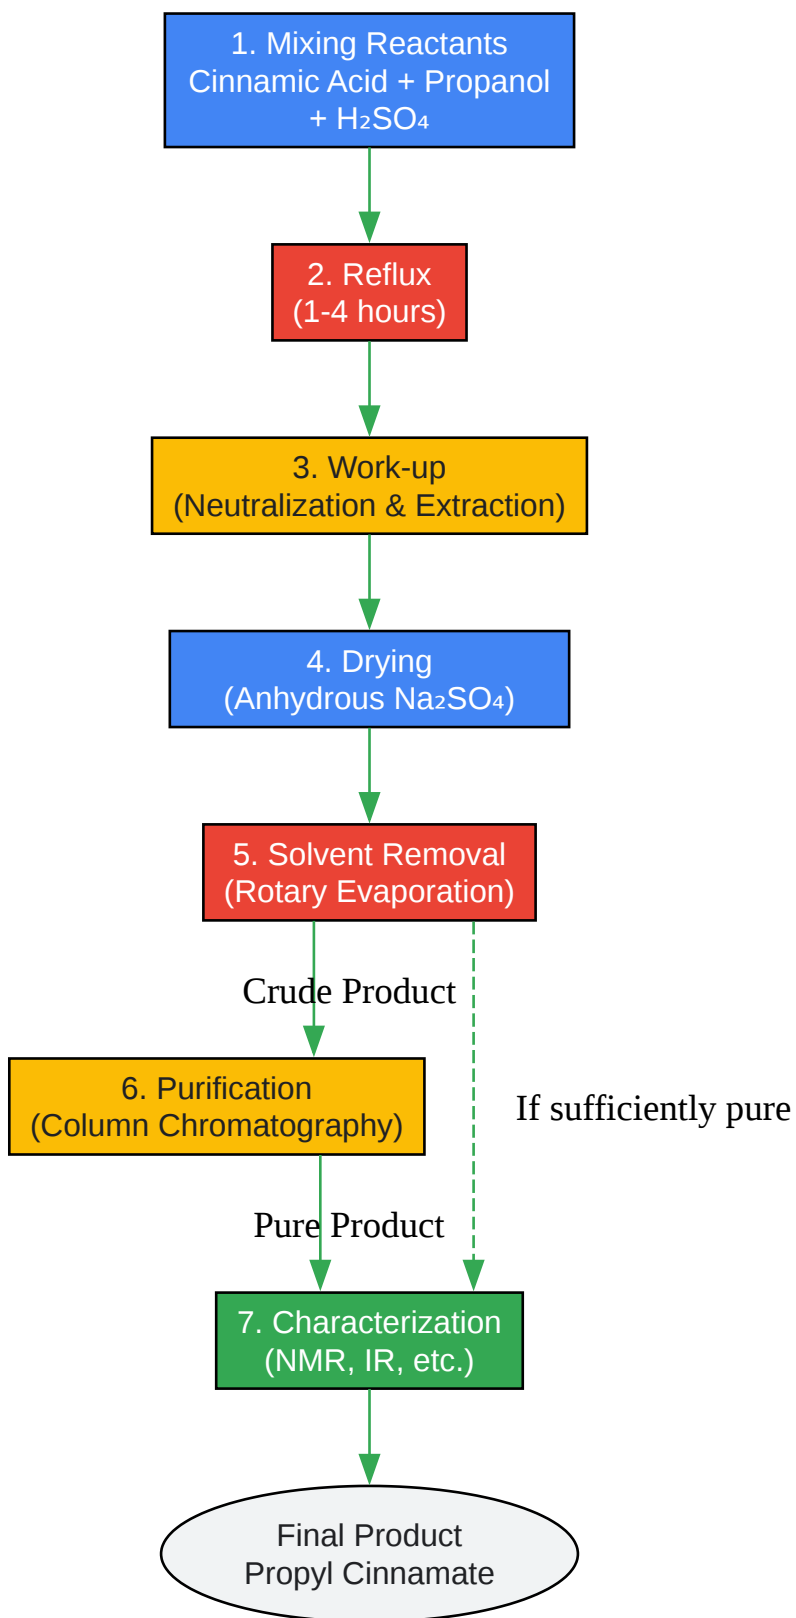 1. Mixing Reactants
Cinnamic Acid + Propanol
+ H₂SO₄
2. Reflux
(1-4 hours)
3. Work-up
(Neutralization & Extraction)
4. Drying
(Anhydrous Na₂SO₄)
5. Solvent Removal
(Rotary Evaporation)
Crude Product
6. Purification
(Column Chromatography)
If sufficiently pure
Pure Product
7. Characterization
(NMR, IR, etc.)
Final Product
Propyl Cinnamate